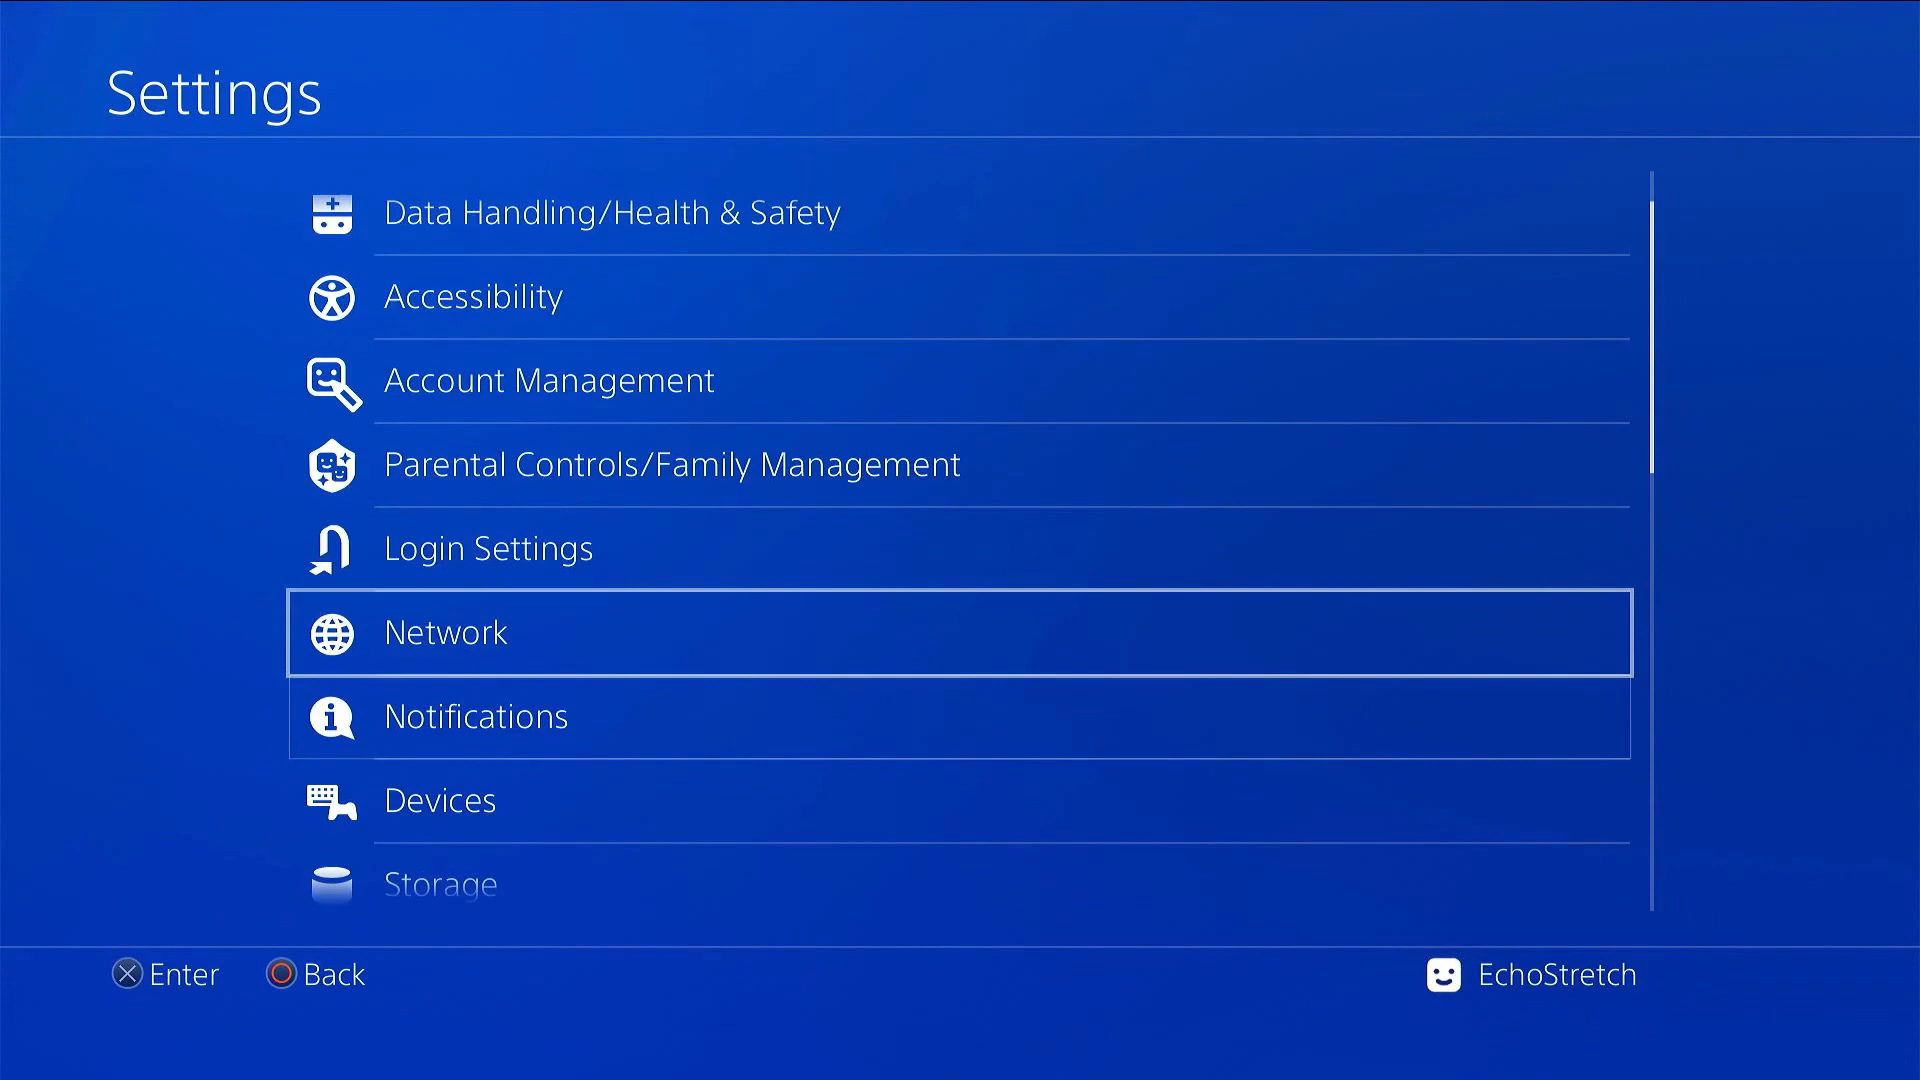 Settings
Data Handling/Health & Safety
Accessibility
Account Management
Parental Controls/Family Management
Login Settings
Network
Notifications
Devices
Storage
Enter Back EchoStretch